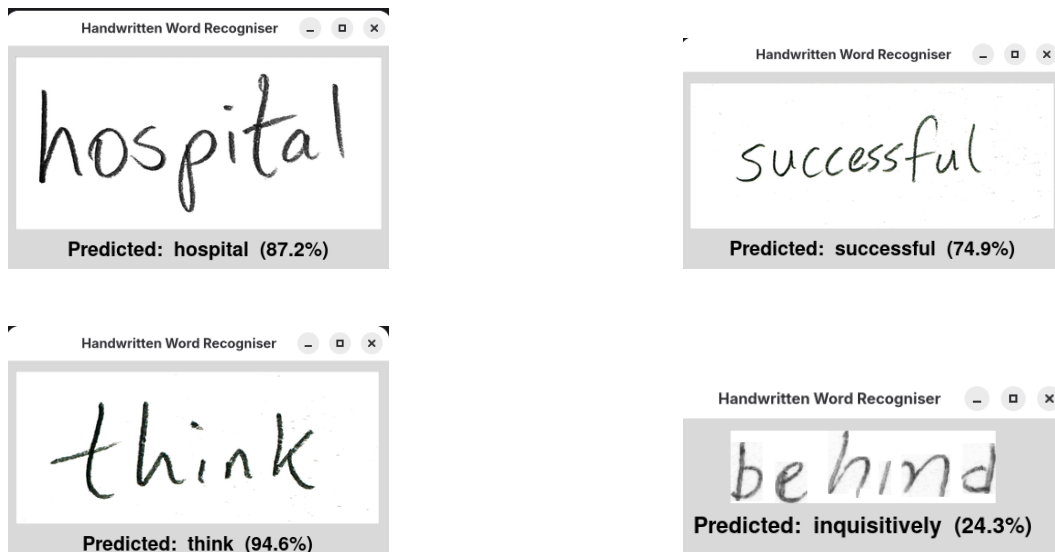 Handwritten Word Recogniser
hospital
Predicted: hospital (87.2%)
Handwritten Word Recogniser
successful
Predicted: successful (74.9%)
Handwritten Word Recogniser
think
Predicted: think (94.6%)
Handwritten Word Recogniser
behind
Predicted: inquisitively (24.3%)